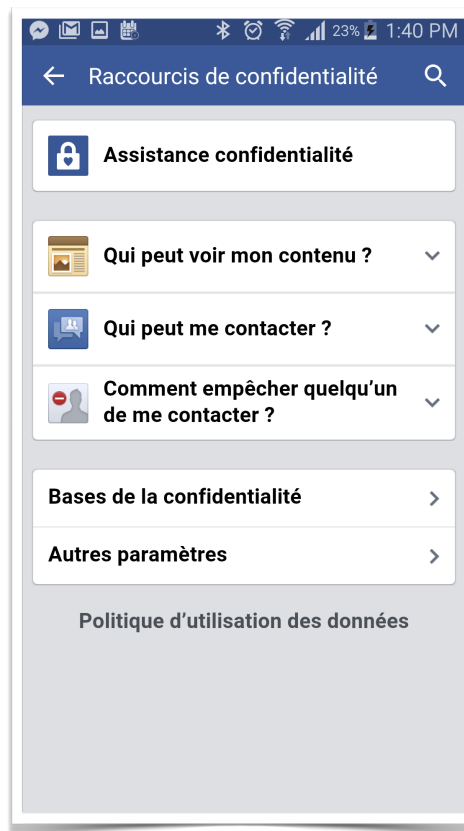 23% 1:40 PM
Raccourcis de confidentialité
Assistance confidentialité
Qui peut voir mon contenu ?
Qui peut me contacter ?
Comment empêcher quelqu’un
de me contacter ?
Bases de la confidentialité
Autres paramètres
Politique d’utilisation des données